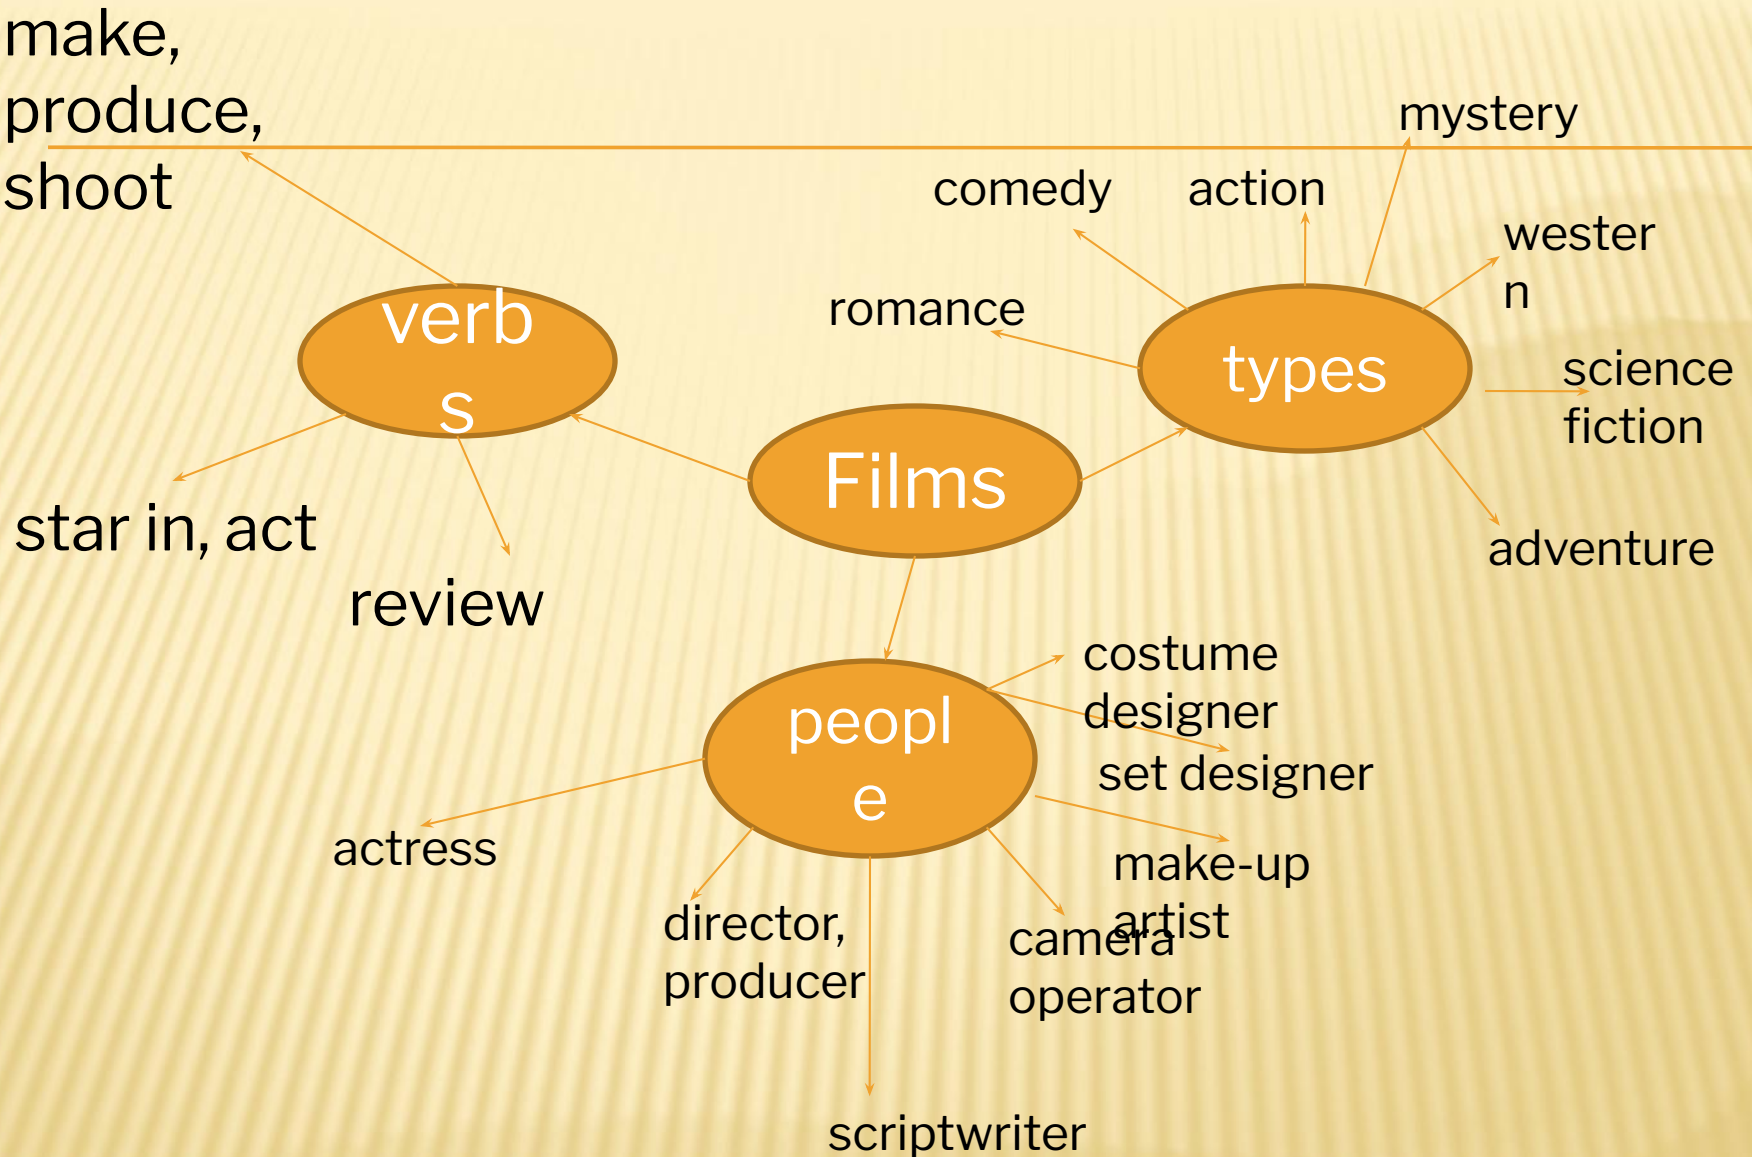 make,
produce,
shoot
mystery
comedy
action
wester
n
romance
verb
s
types
science
fiction
Films
star in, act
adventure
review
costume
designer
peopl
e
set designer
actress
make-up
artist
director,
producer
camera
operator
scriptwriter